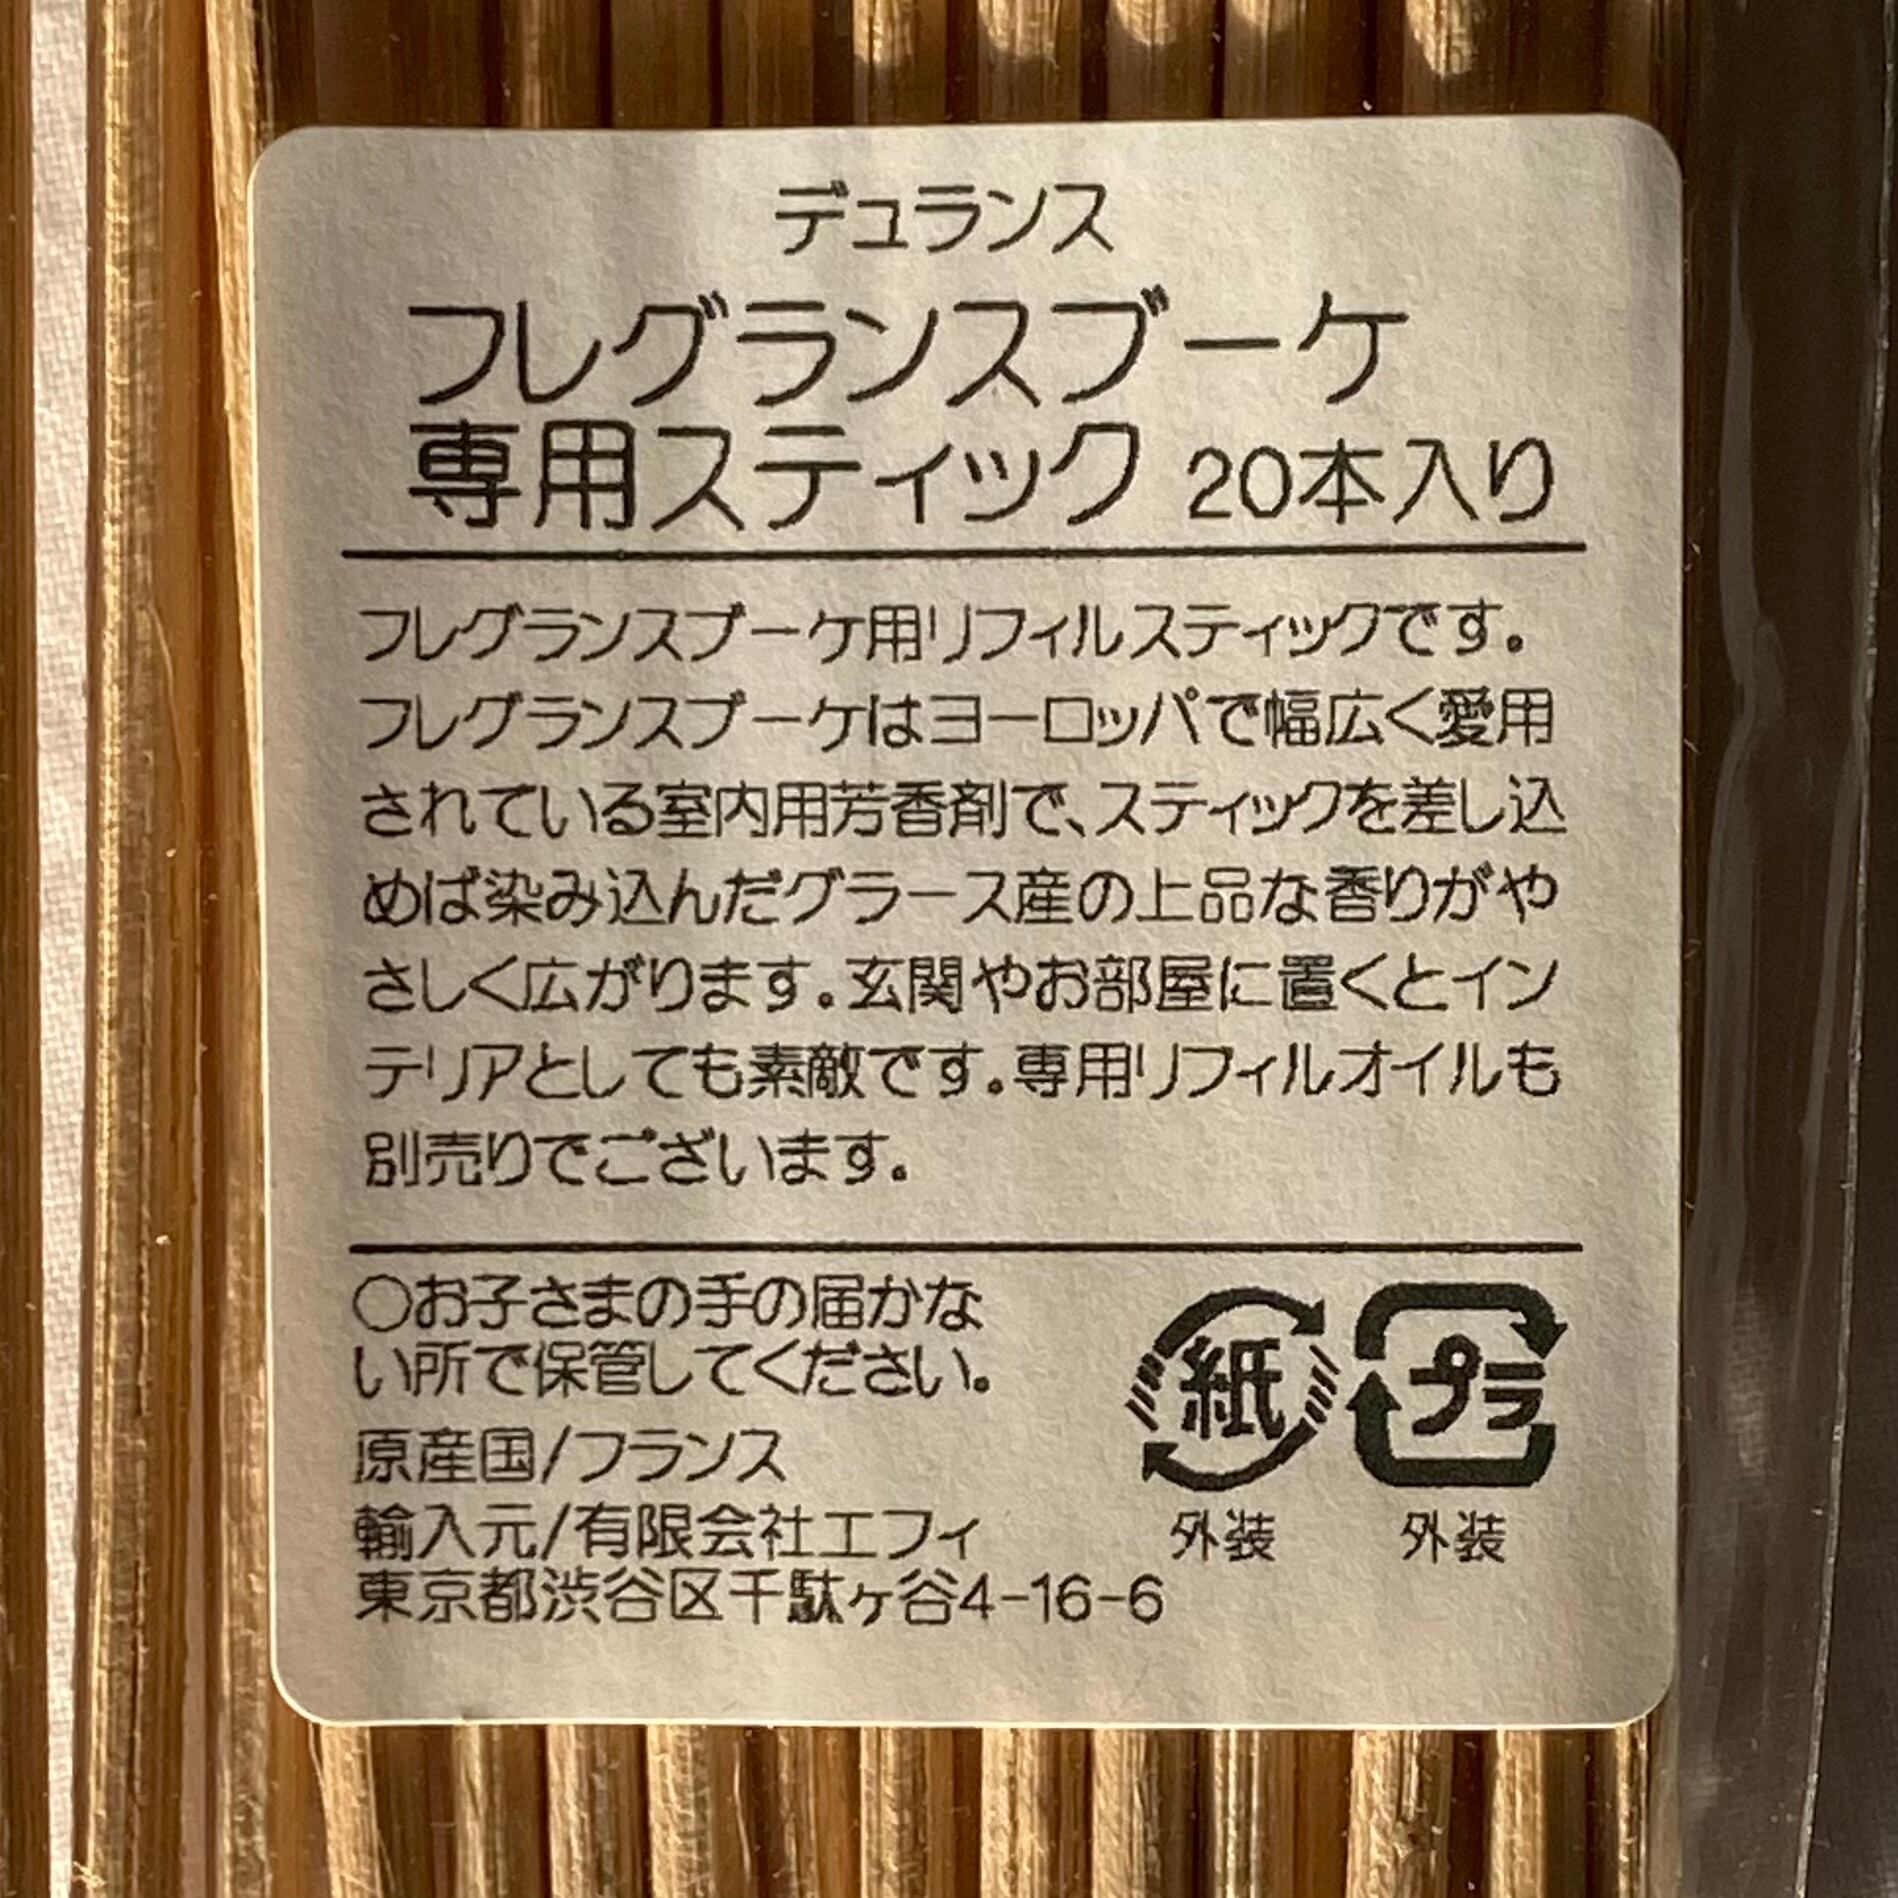 デュランス
フレグランスブーケ
専用スティック 20本入り
フレグランスブーケ用リフィルスティックです。
フレグランスブーケはヨーロッパで幅広く愛用
されている室内用芳香剤で、スティックを差し込
めば染み込んだグラース産の上品な香りがや
さしく広がります。玄関やお部屋に置くとイン
テリアとしても素敵です。専用リフィルオイルも
別売りでございます。
○お子さまの手の届かな
い所で保管してください。
原産国/フランス
輸入元/有限会社エフィ
東京都渋谷区千駄ヶ谷4-16-6
紙
プラ
外装
外装